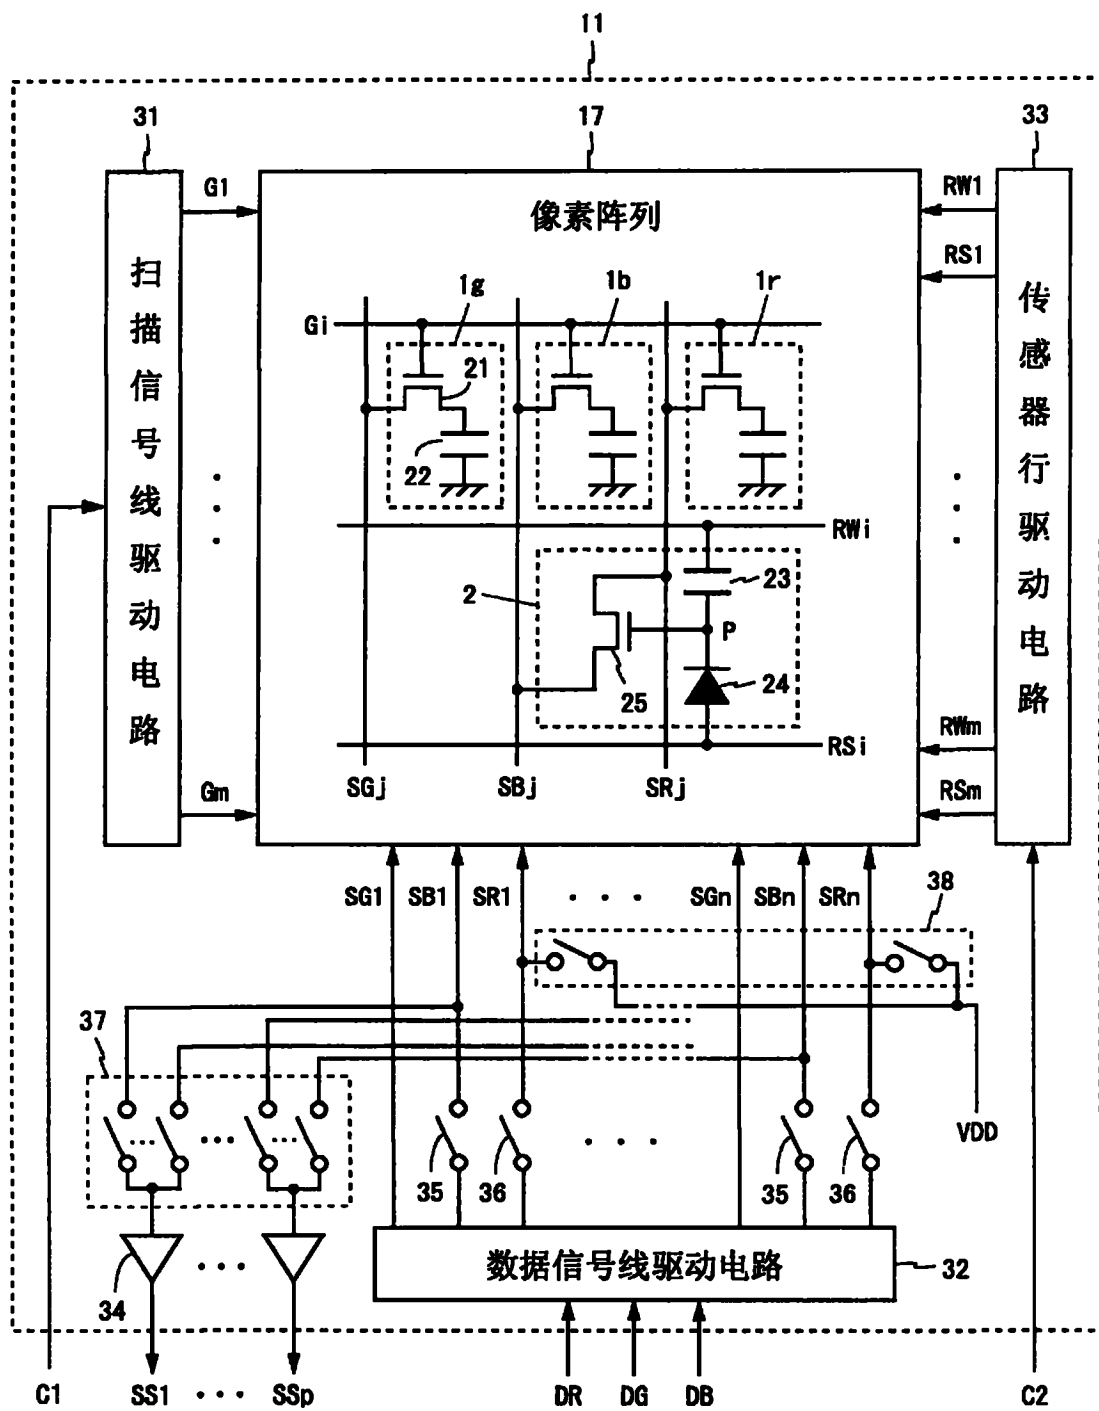 11
31
17
33
G1
RW1
像素阵列
RS1
扫描信号线驱动电路
传感器行驱动电路
1g
1b
1r
Gi
21
22
RWi
2
23
P
25
24
RSi
RWm
SGj
SBj
SRj
Gm
RSm
SG1
SB1
SR1
SGn
SBn
SRn
38
37
VDD
35
36
35
36
数据信号线驱动电路
32
34
C1
SS1
SSp
DR
DG
DB
C2